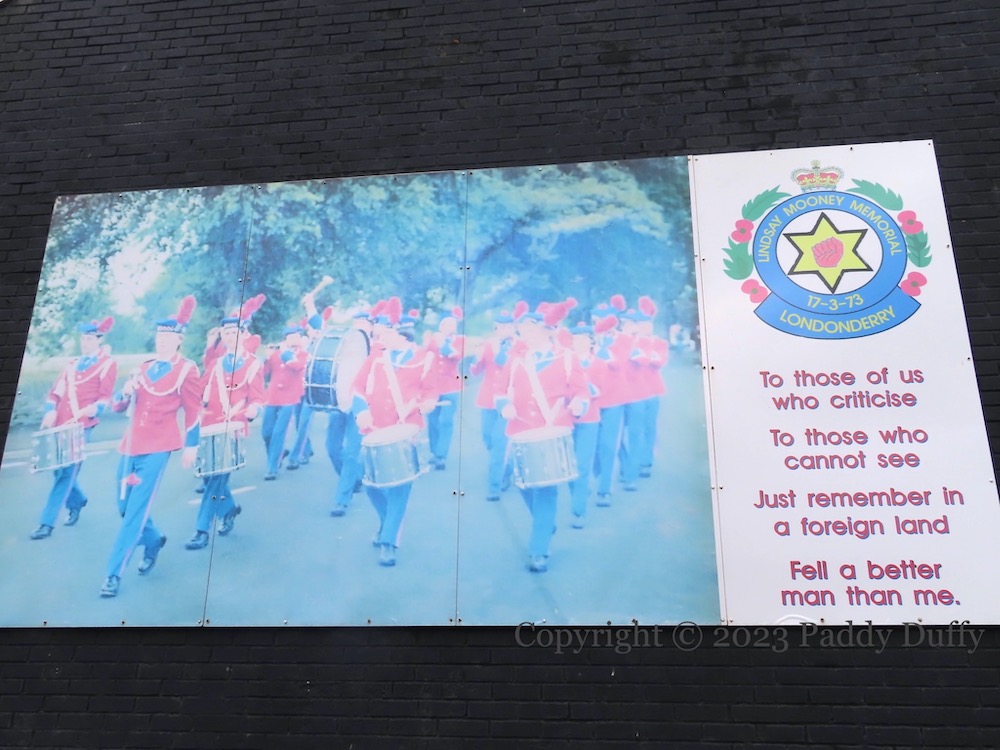 LINDSAY MOONEY MEMORIAL
17-3-73
LONDONDERRY
To those of us
who criticise
To those who
cannot see
Just remember in
a foreign land
Fell a better
man than me.
Copyright © 2023 Paddy Duffy